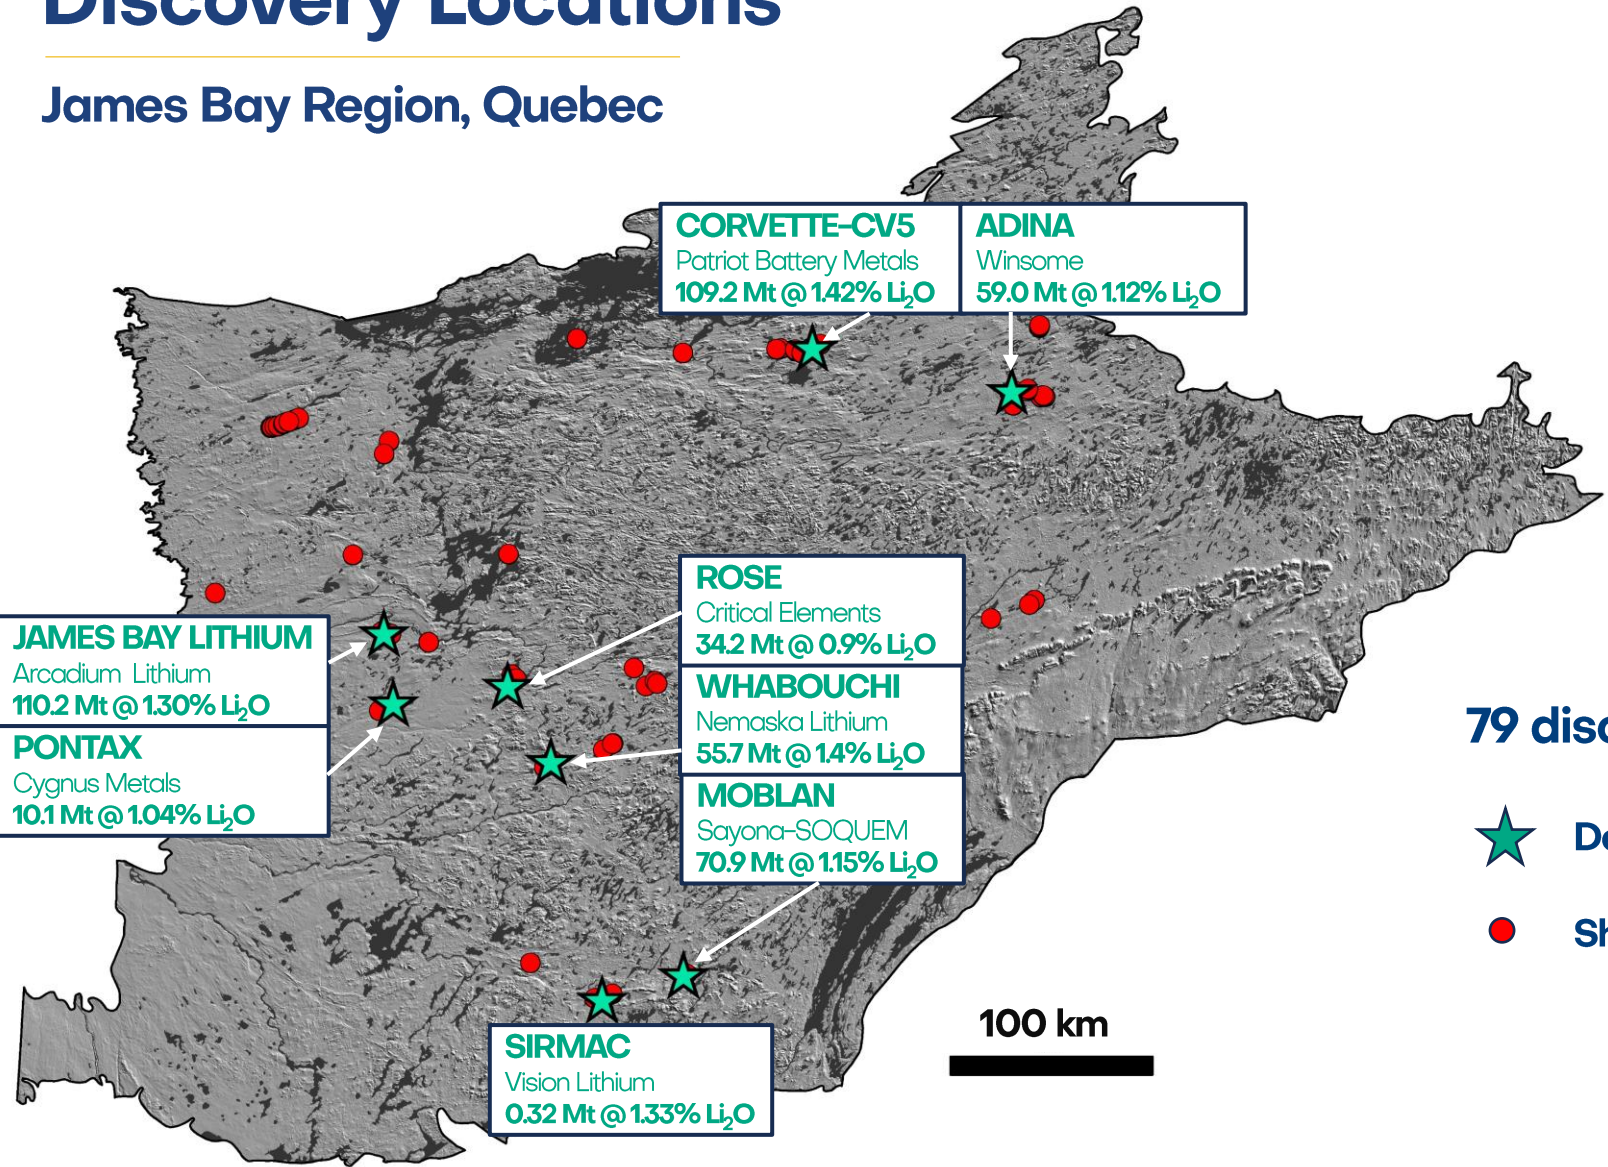 Discovery Locations
James Bay Region, Quebec
CORVETTE-CV5
Patriot Battery Metals
109.2 Mt @ 1.42% Li₂O
ADINA
Winsome
59.0 Mt @ 1.12% Li₂O
ROSE
Critical Elements
34.2 Mt @ 0.9% Li₂O
JAMES BAY LITHIUM
Arcadium Lithium
110.2 Mt @ 1.30% Li₂O
WHABOUCHI
Nemaska Lithium
55.7 Mt @ 1.4% Li₂O
PONTAX
Cygnus Metals
10.1 Mt @ 1.04% Li₂O
MOBLAN
Sayona-SOQUEM
70.9 Mt @ 1.15% Li₂O
SIRMAC
Vision Lithium
0.32 Mt @ 1.33% Li₂O
79
100 km